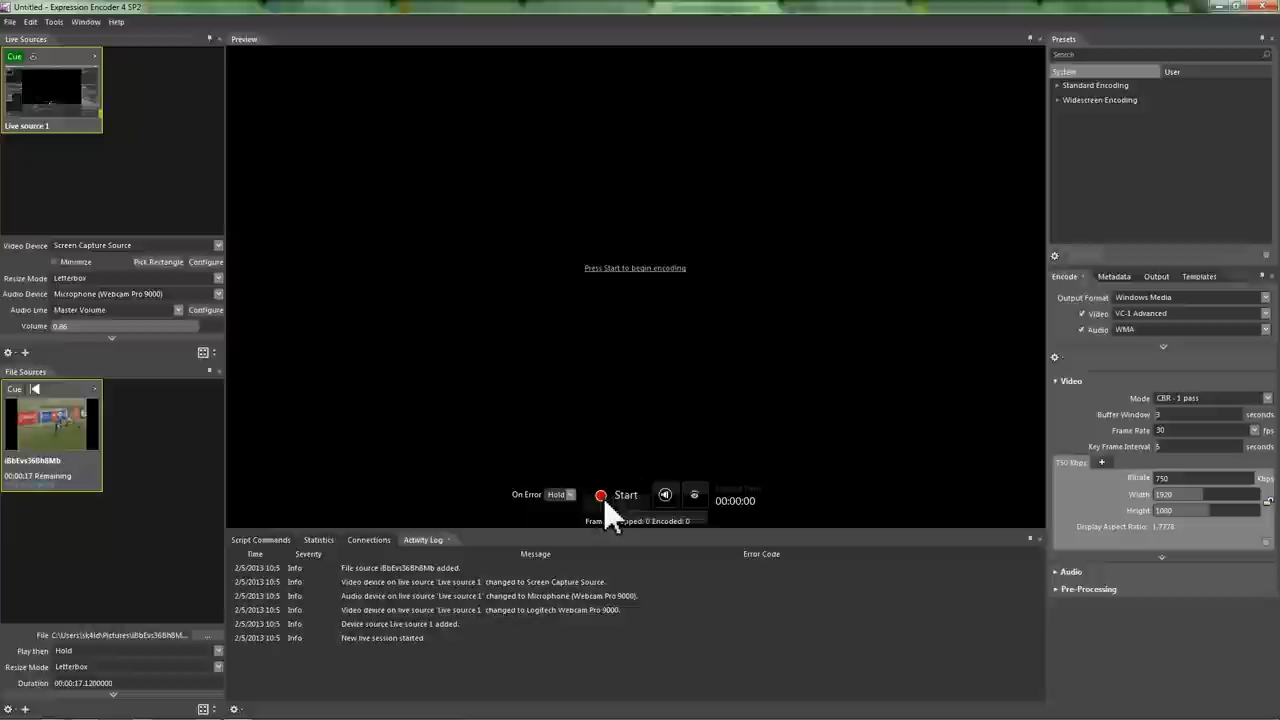 Untitled - Expression Encoder 4 SP2
File Edit Tools Window Help
Live Sources
Cue
Live source 1
Video Device Screen Capture Source
Minimize Pick Rectangle Configure
Resize Mode Letterbox
Audio Device Microphone (Webcam Pro 9000)
Audio Line Master Volume Configure
Volume 0.86
File Sources
Cue
iBbEvs36Bh8Mb
00:00:17 Remaining
File C:\Users\sk4ld\Pictures\iBbEvs36Bh8M... ...
Play then Hold
Resize Mode Letterbox
Duration 00:00:17.1200000
Preview
Press Start to begin encoding
On Error Hold Start 00:00:00
Dropped: 0 Encoded: 0
Script Commands Statistics Connections Activity Log
Time Severity Message Error Code
2/5/2013 10:5 Info File source iBbEvs36Bh8Mb added.
2/5/2013 10:5 Info Video device on live source 'Live source 1' changed to Screen Capture Source.
2/5/2013 10:5 Info Audio device on live source 'Live source 1' changed to Microphone (Webcam Pro 9000).
2/5/2013 10:5 Info Video device on live source 'Live source 1' changed to Logitech Webcam Pro 9000.
2/5/2013 10:5 Info Device source Live source 1 added.
2/5/2013 10:5 Info New live session started
Presets
Search
System User
Standard Encoding
Widescreen Encoding
Encode Metadata Output Templates
Output Format Windows Media
Video VC-1 Advanced
Audio WMA
Video
Mode CBR - 1 pass
Buffer Window 3 seconds
Frame Rate 30 fps
Key Frame Interval 5 seconds
750 Kbps +
Bitrate 750 Kbps
Width 1920
Height 1080
Display Aspect Ratio: 1.7778
Audio
Pre-Processing